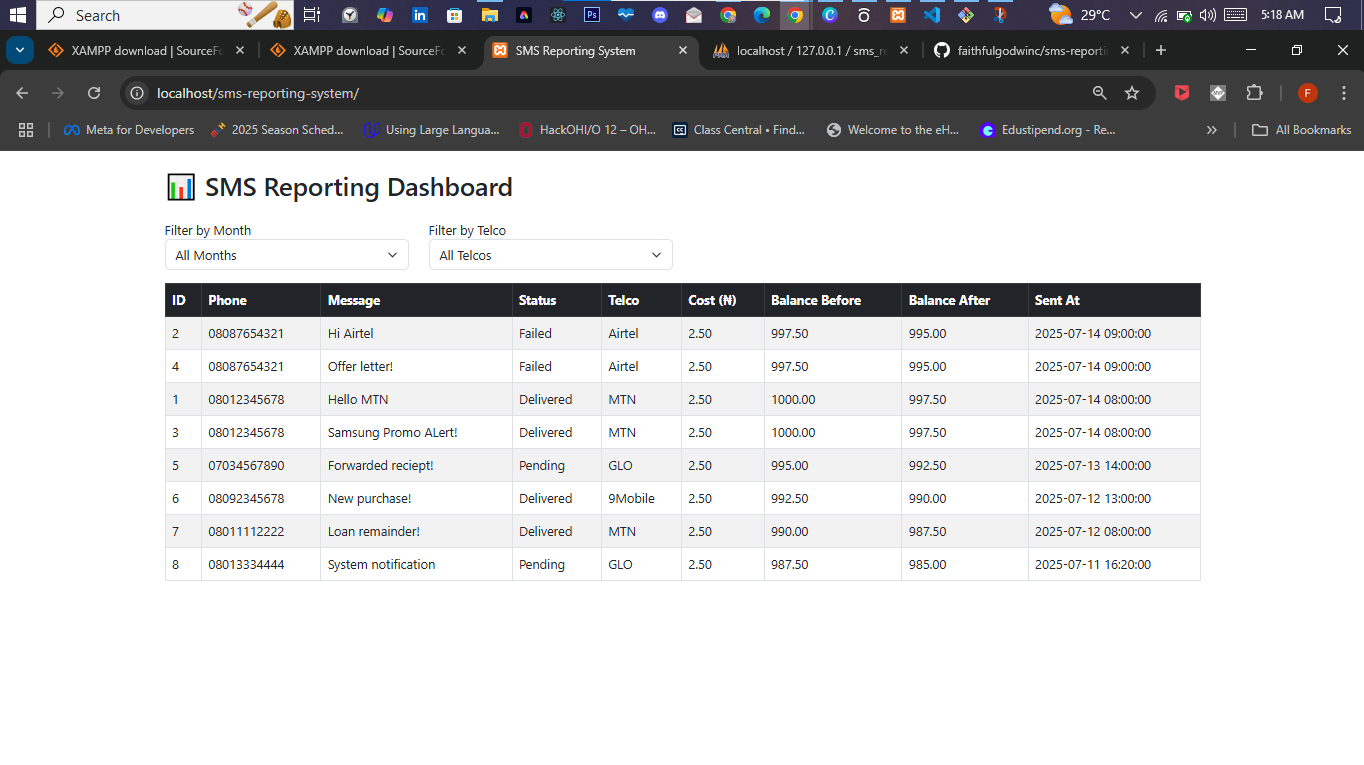 Search
29°C
5:18 AM
XAMPP download | SourceFo
XAMPP download | SourceFo
SMS Reporting System
localhost / 127.0.0.1 / sms_re
faithfulgodwinc/sms-reportin
localhost/sms-reporting-system/
F
Meta for Developers
2025 Season Sched...
Using Large Langua...
HackOHI/O 12 – OH...
Class Central • Find...
Welcome to the eH...
Edustipend.org - Re...
All Bookmarks
SMS Reporting Dashboard
Filter by Month Filter by Telco
All Months All Telcos
ID Phone Message Status Telco Cost (₦) Balance Before Balance After Sent At
2 08087654321 Hi Airtel Failed Airtel 2.50 997.50 995.00 2025-07-14 09:00:00
4 08087654321 Offer letter! Failed Airtel 2.50 997.50 995.00 2025-07-14 09:00:00
1 08012345678 Hello MTN Delivered MTN 2.50 1000.00 997.50 2025-07-14 08:00:00
3 08012345678 Samsung Promo ALert! Delivered MTN 2.50 1000.00 997.50 2025-07-14 08:00:00
5 07034567890 Forwarded reciept! Pending GLO 2.50 995.00 992.50 2025-07-13 14:00:00
6 08092345678 New purchase! Delivered 9Mobile 2.50 992.50 990.00 2025-07-12 13:00:00
7 08011112222 Loan remainder! Delivered MTN 2.50 990.00 987.50 2025-07-12 08:00:00
8 08013334444 System notification Pending GLO 2.50 987.50 985.00 2025-07-11 16:20:00